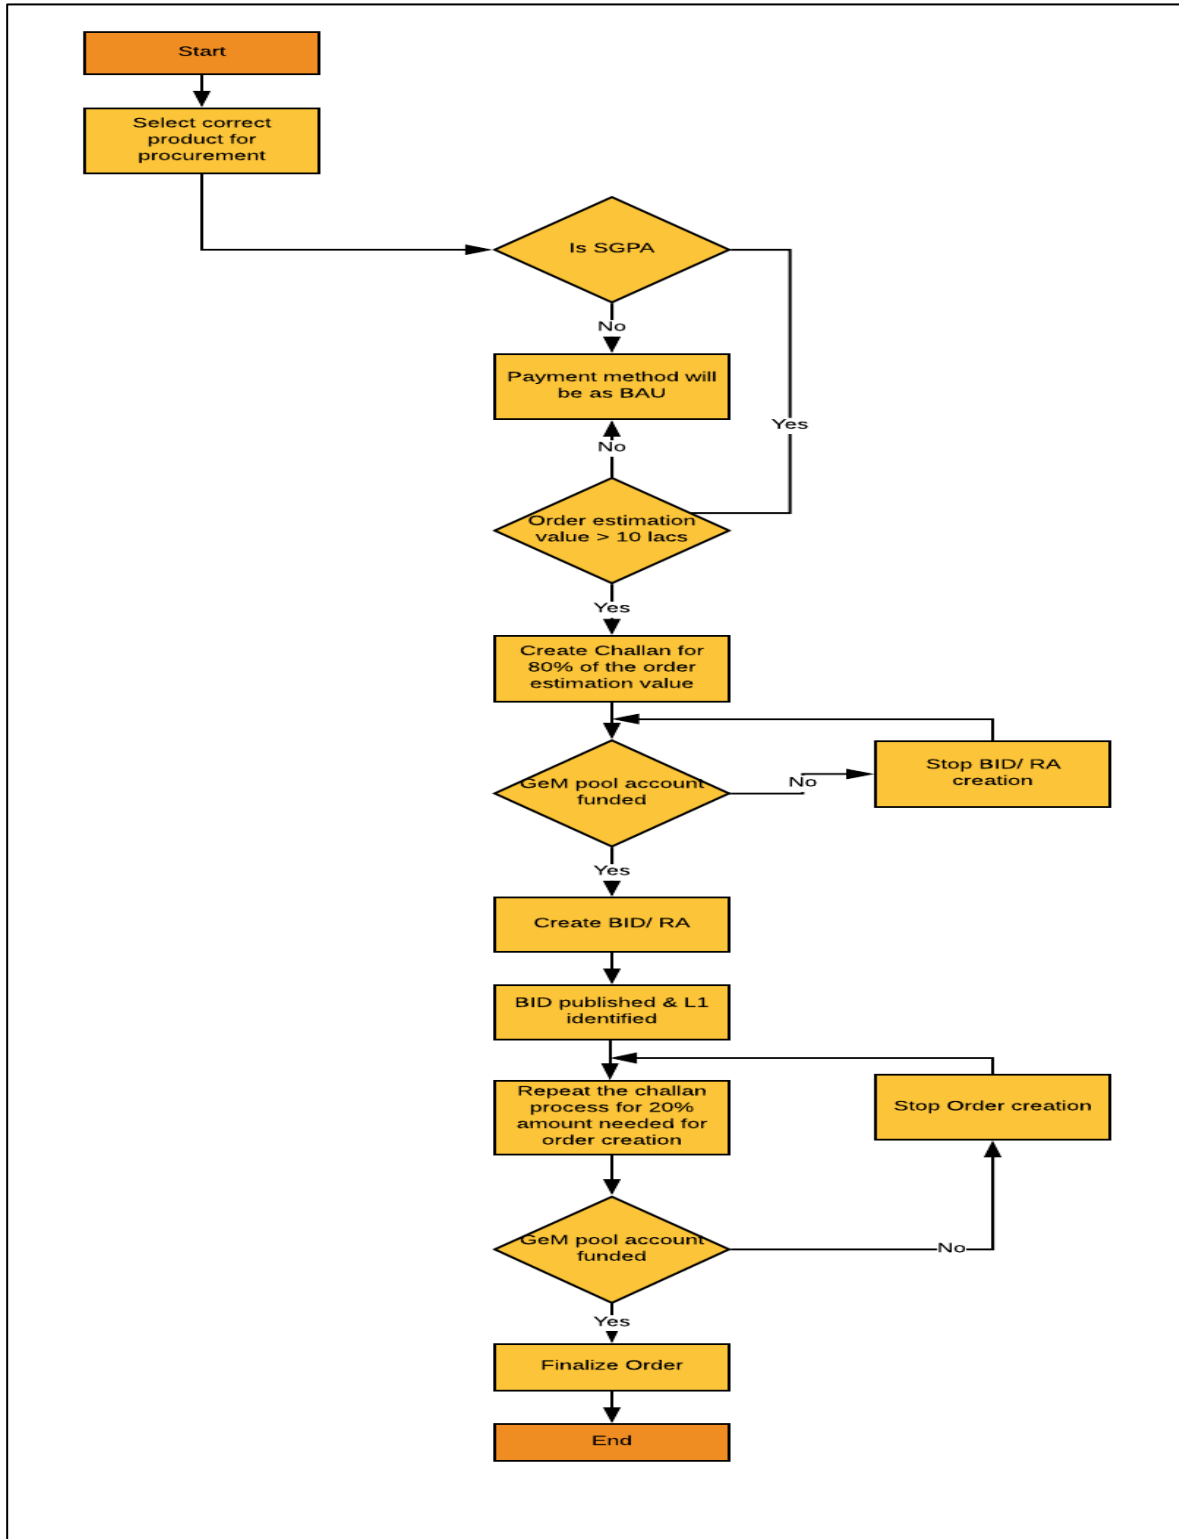 Start
Select correct
product for
procurement
Is SGPA
No
Payment method will
be as BAU
Yes
No
Order estimation
value > 10 lacs
Yes
Create Challan for
80% of the order
estimation value
GeM pool account
funded
No
Stop BID/ RA
creation
Yes
Create BID/ RA
BID published & L1
identified
Repeat the challan
process for 20%
amount needed for
order creation
Stop Order creation
GeM pool account
funded
No
Yes
Finalize Order
End